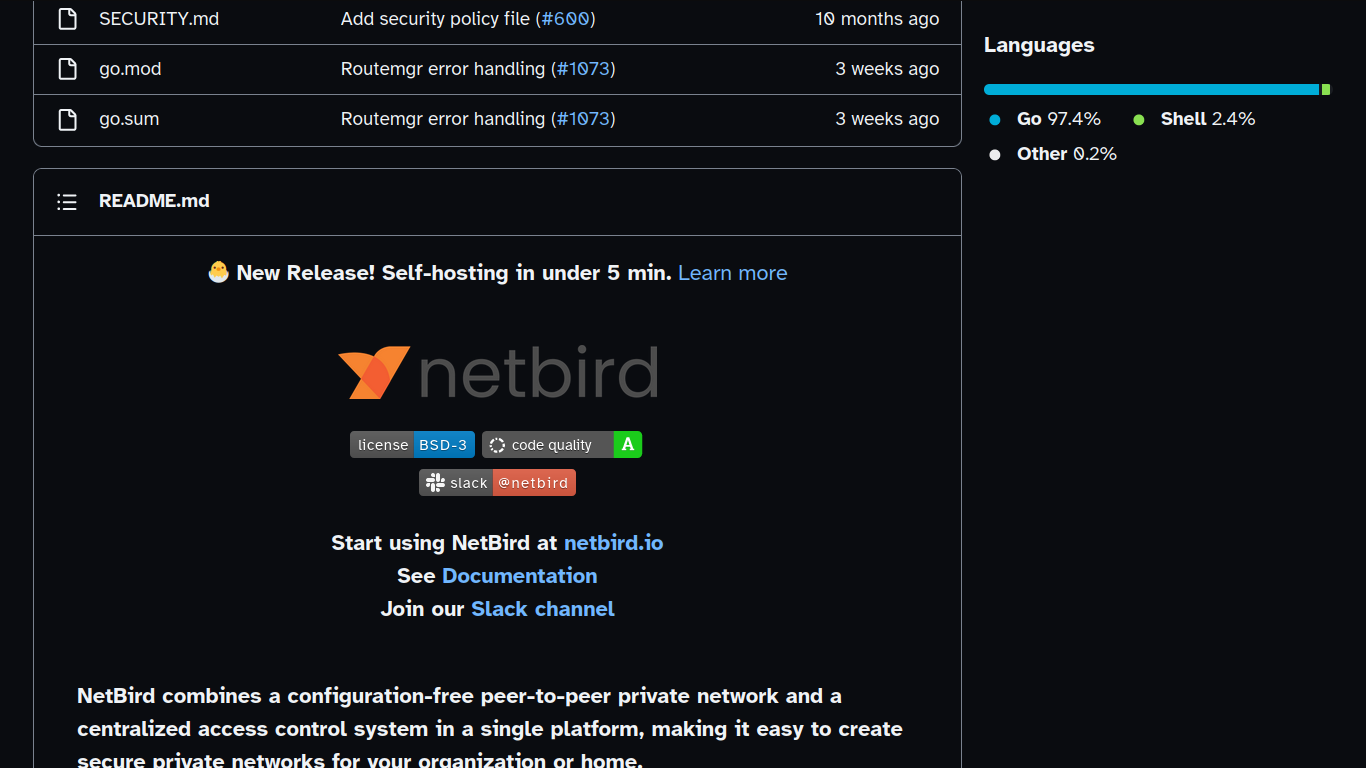 SECURITY.md Add security policy file (#600) 10 months ago
go.mod Routemgr error handling (#1073) 3 weeks ago
go.sum Routemgr error handling (#1073) 3 weeks ago
README.md
🐣 New Release! Self-hosting in under 5 min. Learn more
netbird
license BSD-3 code quality A
slack @netbird
Start using NetBird at netbird.io
See Documentation
Join our Slack channel
NetBird combines a configuration-free peer-to-peer private network and a
centralized access control system in a single platform, making it easy to create
secure private networks for your organization or home.
Languages
Go 97.4% Shell 2.4%
Other 0.2%